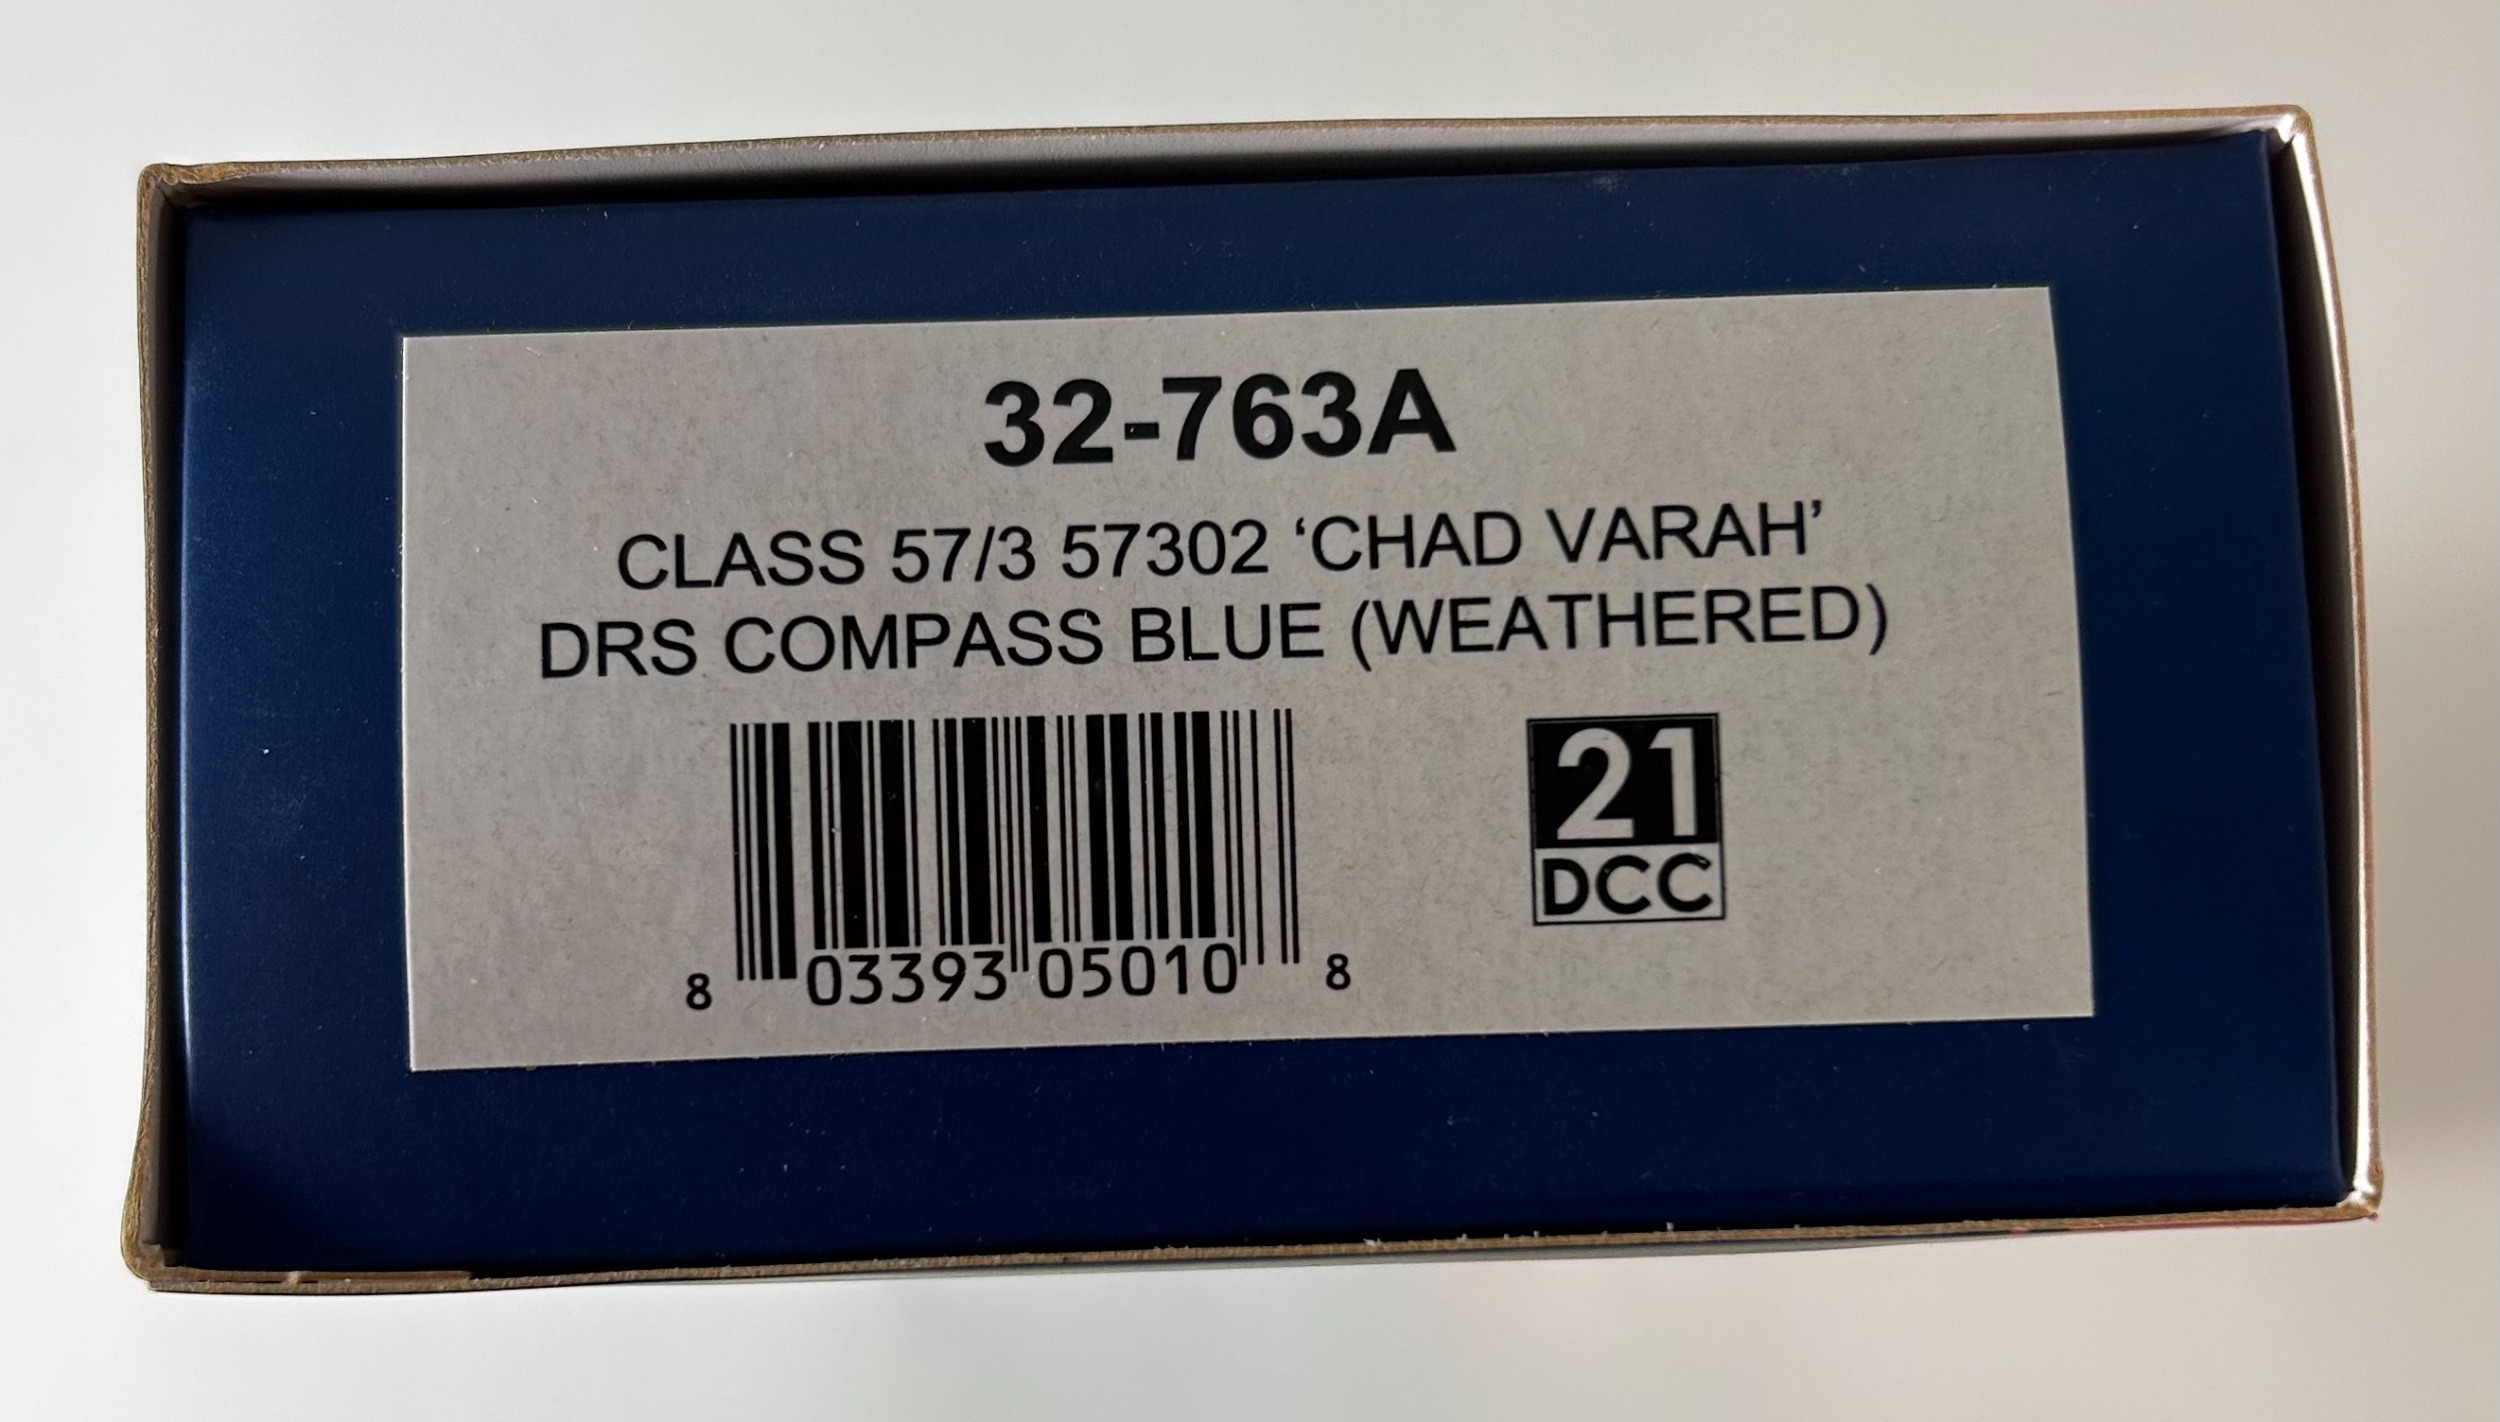 32-763A
CLASS 57/3 57302 ‘CHAD VARAH’
DRS COMPASS BLUE (WEATHERED)
21
DCC
8 03393 05010 8